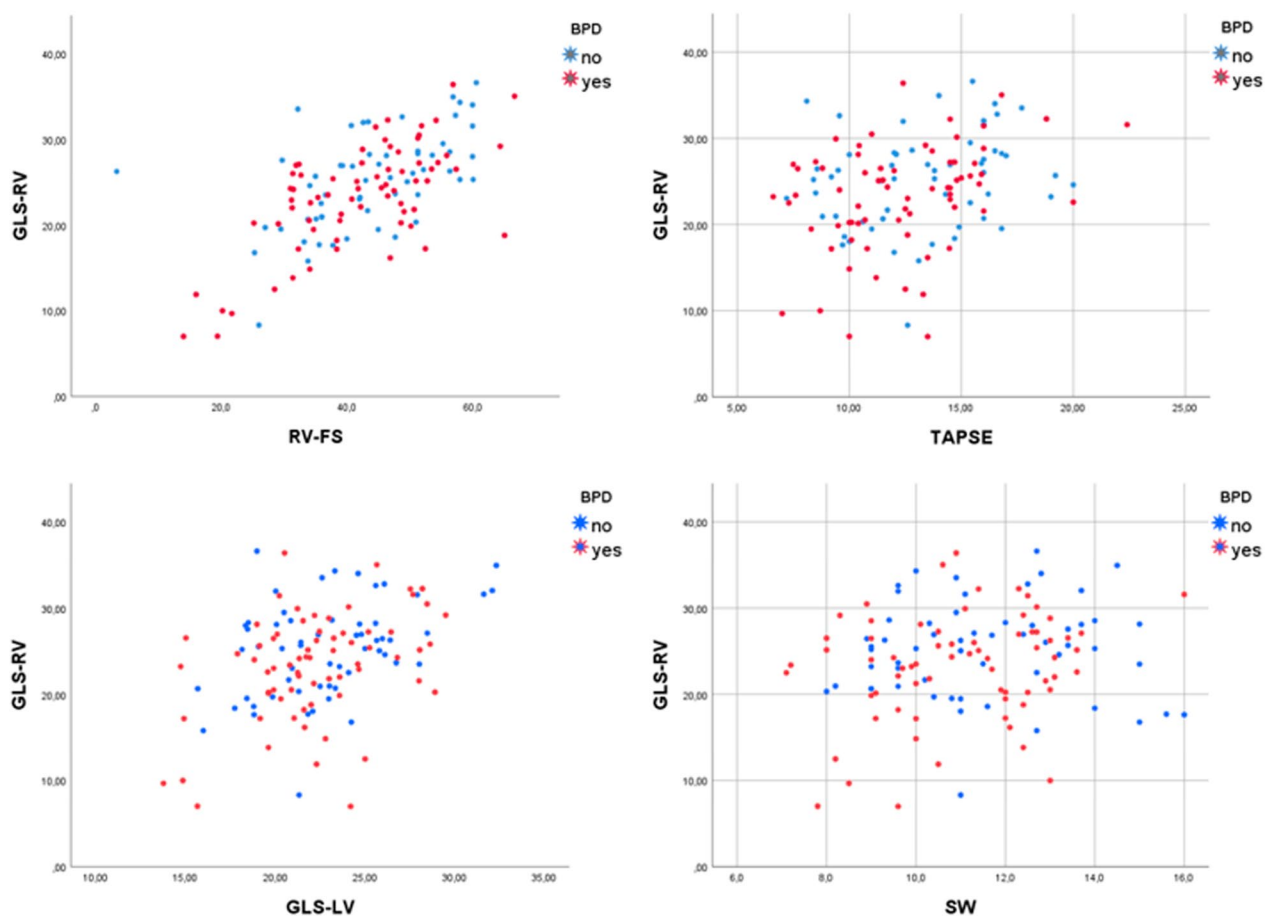 BPD
no
yes
40,00
30,00
20,00
10,00
,00
GLS-RV
,0
20,0
40,0
60,0
RV-FS
BPD
no
yes
40,00
30,00
20,00
10,00
,00
GLS-RV
5,00
10,00
15,00
20,00
25,00
TAPSE
BPD
no
yes
40,00
30,00
20,00
10,00
,00
GLS-RV
10,00
15,00
20,00
25,00
30,00
35,00
GLS-LV
BPD
no
yes
40,00
30,00
20,00
10,00
,00
GLS-RV
6,0
8,0
10,0
12,0
14,0
16,0
SW